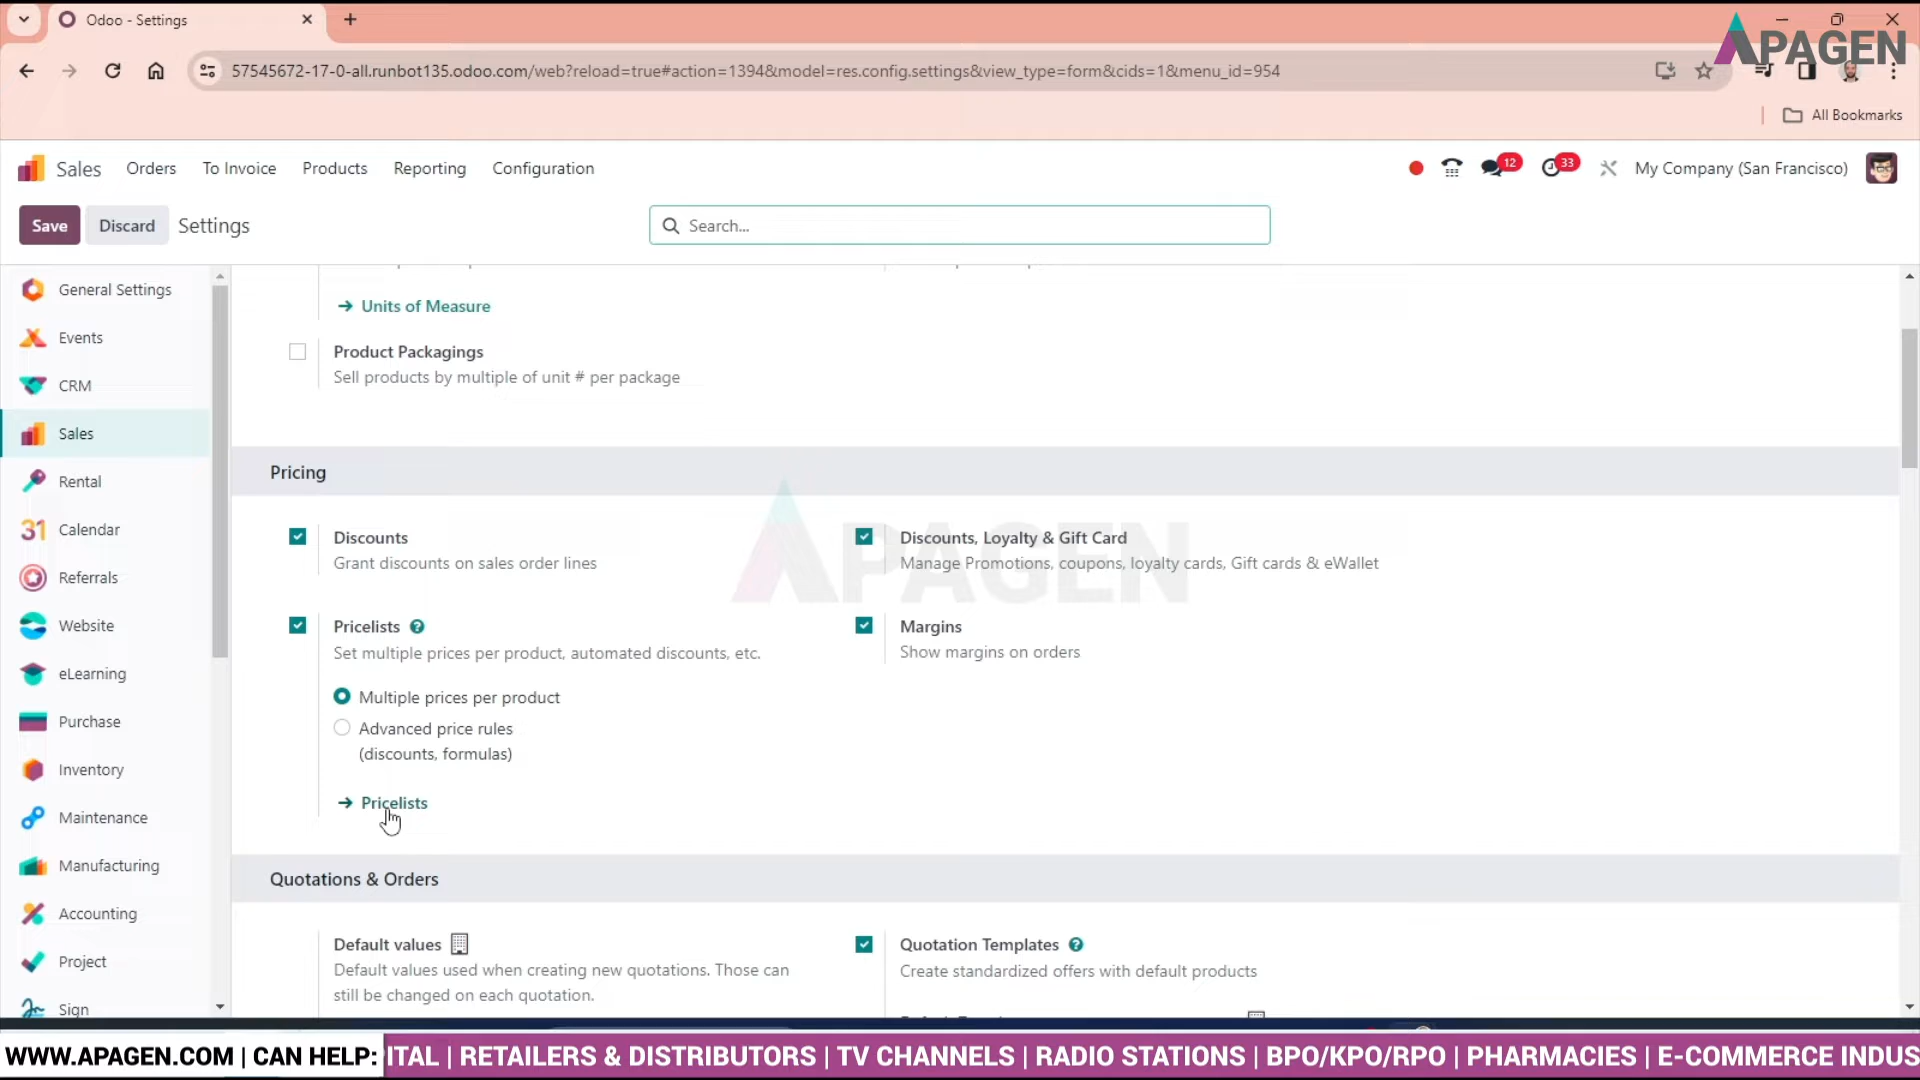 Odoo - Settings
57545672-17-0-all.runbot135.odoo.com/web?reload=true#action=1394&model=res.config.settings&view_type=form&cids=1&menu_id=954
APAGEN
All Bookmarks
Sales Orders To Invoice Products Reporting Configuration 12 33 My Company (San Francisco)
Save Discard Settings Search...
General Settings
Events
CRM
Sales
Rental
31 Calendar
Referrals
Website
eLearning
Purchase
Inventory
Maintenance
Manufacturing
Accounting
Project
Sign
Units of Measure
Product Packagings
Sell products by multiple of unit # per package
Pricing
APAGEN
Discounts
Grant discounts on sales order lines
Discounts, Loyalty & Gift Card
Manage Promotions, coupons, loyalty cards, Gift cards & eWallet
Pricelists ?
Set multiple prices per product, automated discounts, etc.
Multiple prices per product
Advanced price rules
(discounts, formulas)
Pricelists
Margins
Show margins on orders
Quotations & Orders
Default values
Default values used when creating new quotations. Those can
still be changed on each quotation.
Quotation Templates ?
Create standardized offers with default products
WWW.APAGEN.COM | CAN HELP: ITAL | RETAILERS & DISTRIBUTORS | TV CHANNELS | RADIO STATIONS | BPO/KPO/RPO | PHARMACIES | E-COMMERCE INDUS